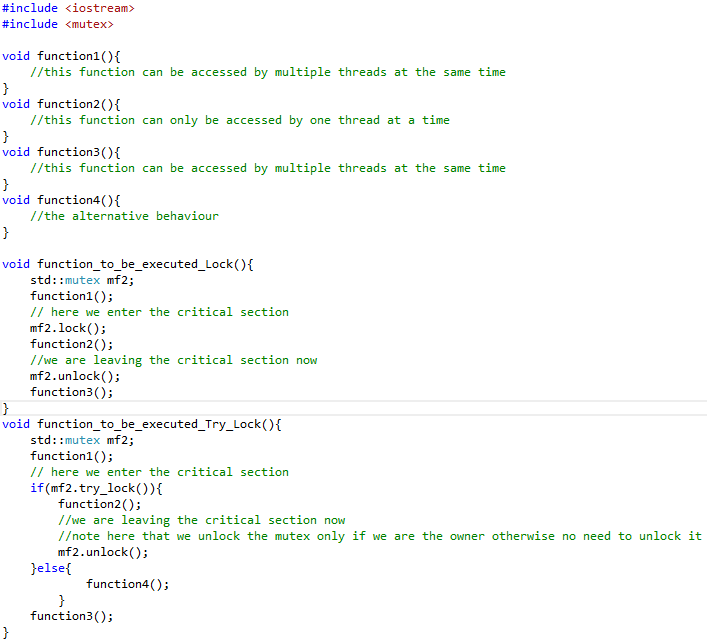 #include <iostream>
#include <mutex>

void function1(){
    //this function can be accessed by multiple threads at the same time
}
void function2(){
    //this function can only be accessed by one thread at a time
}
void function3(){
    //this function can be accessed by multiple threads at the same time
}
void function4(){
    //the alternative behaviour
}

void function_to_be_executed_Lock(){
    std::mutex mf2;
    function1();
    // here we enter the critical section
    mf2.lock();
    function2();
    //we are leaving the critical section now
    mf2.unlock();
    function3();
}
void function_to_be_executed_Try_Lock(){
    std::mutex mf2;
    function1();
    // here we enter the critical section
    if(mf2.try_lock()){
        function2();
        //we are leaving the critical section now
        //note here that we unlock the mutex only if we are the owner otherwise no need to unlock it
        mf2.unlock();
    }else{
            function4();
        }
    function3();
}